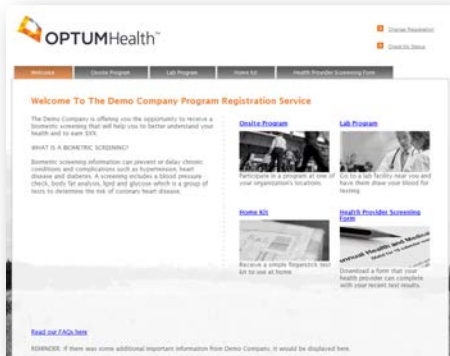 OPTUMHealth™
Change Registration
Check My Status
Welcome
Onsite Program
Lab Program
Home Kit
Health Provider Screening Form
Welcome To The Demo Company Program Registration Service
The Demo Company is offering you the opportunity to receive a
biometric screening that will help you to better understand your
health and to earn $XX.
WHAT IS A BIOMETRIC SCREENING?
Biometric screening information can prevent or delay chronic
conditions and complications such as hypertension, heart
disease and diabetes. A screening includes a blood pressure
check, body fat analysis, lipid and glucose which is a group of
tests to determine the risk of coronary heart disease.
Onsite Program
Participate in a program at one of
your organization's locations.
Lab Program
Go to a lab facility near you and
have them draw your blood for
testing.
Home Kit
Receive a simple fingerstick test
kit to use at home.
Health Provider Screening
Form
Annual Health and Medical
Download a form that your
health provider can complete
with your recent test results.
Read our FAQs here
REMINDER: If there was some additional important information from Demo Company, it would be displayed here.